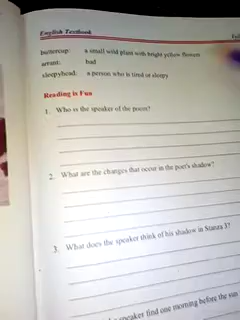 English Textbook
buttercup: a small wild plant with bright yellow flowers
arrant: bad
sleepyhead: a person who is tired or sleepy
Reading is Fun
1. Who is the speaker of the poem?
2. What are the changes that occur in the poet's shadow?
3. What does the speaker think of his shadow in Stanza 3?
speaker find one morning before the sun